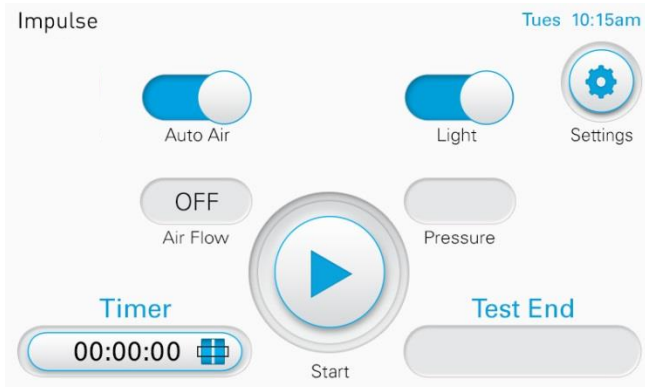 Impulse
Tues 10:15am
Auto Air
Light
Settings
OFF
Air Flow
Pressure
Timer
Test End
00:00:00
Start